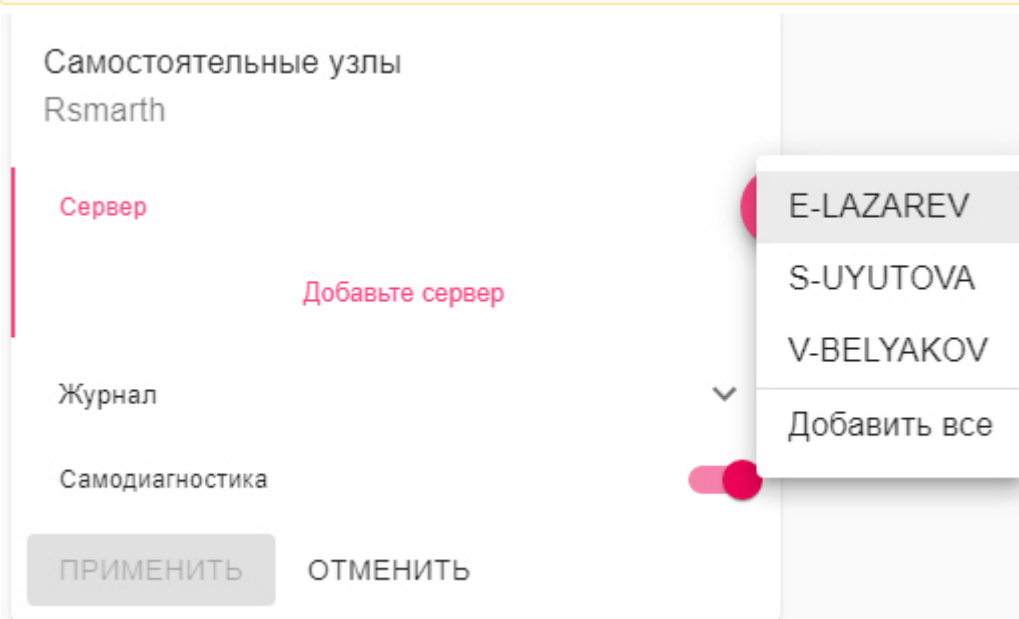 Самостоятельные узлы
Rsmarth
Сервер
Добавьте сервер
Журнал
Самодиагностика
ПРИМЕНИТЬ
ОТМЕНИТЬ
E-LAZAREV
S-UYUTOVA
V-BELYAKOV
Добавить все